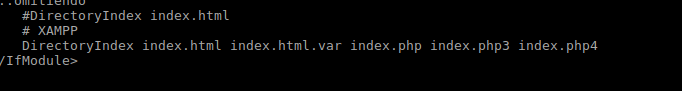 ..omitiendo
#DirectoryIndex index.html
# XAMPP
DirectoryIndex index.html index.html.var index.php index.php3 index.php4
/IfModule>